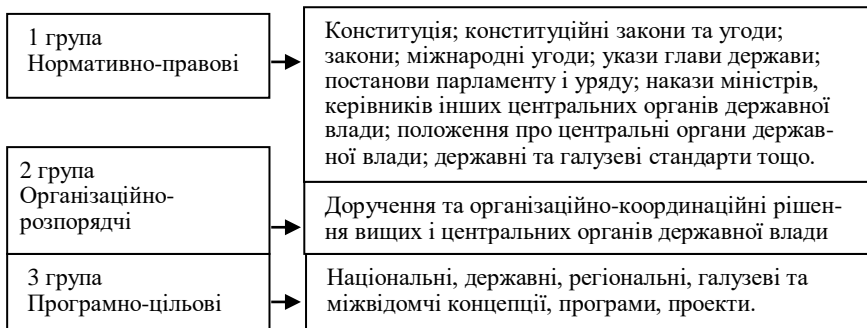 1 група
Нормативно-правові
Конституція; конституційні закони та угоди;
закони; міжнародні угоди; укази глави держави;
постанови парламенту і уряду; накази міністрів,
керівників інших центральних органів державної
влади; положення про центральні органи держав-
ної влади; державні та галузеві стандарти тощо.
2 група
Організаційно-
розпорядчі
Доручення та організаційно-координаційні рішен-
ня вищих і центральних органів державної влади
3 група
Програмно-цільові
Національні, державні, регіональні, галузеві та
міжвідомчі концепції, програми, проекти.